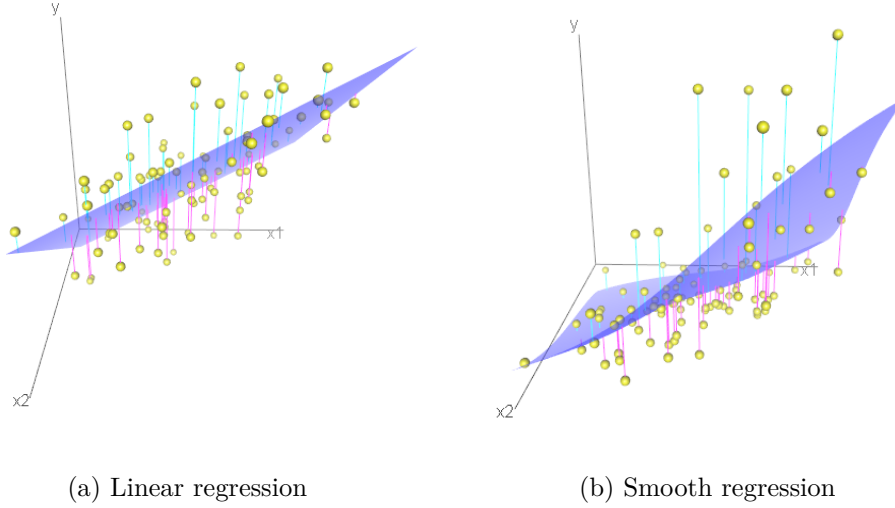 y
x1
x2
y
x1
x2
(a) Linear regression
(b) Smooth regression